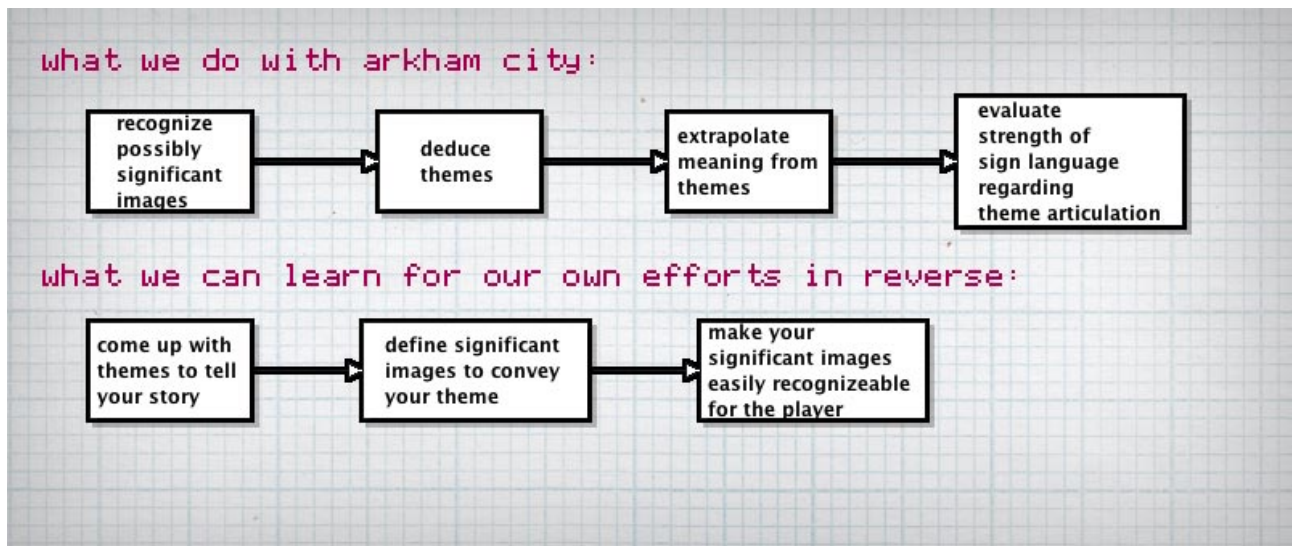 what we do with arkham city:
recognize
possibly
significant
images
deduce
themes
extrapolate
meaning from
themes
evaluate
strength of
sign language
regarding
theme articulation
what we can learn for our own efforts in reverse:
come up with
themes to tell
your story
define significant
images to convey
your theme
make your
significant images
easily recognizeable
for the player